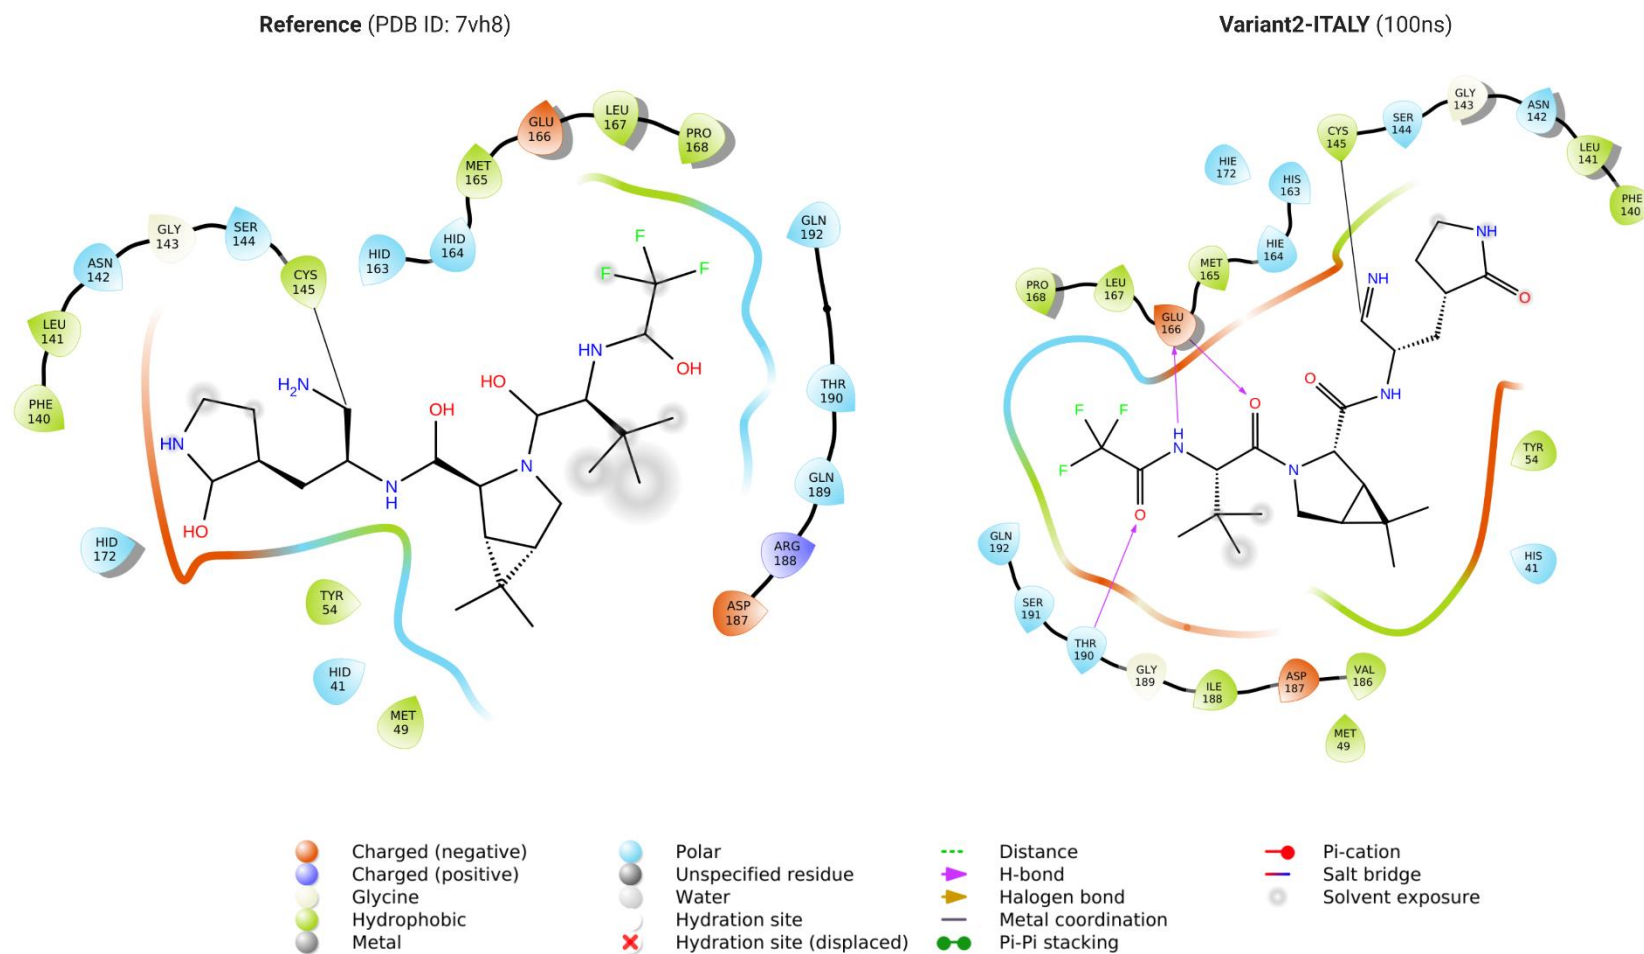 Reference (PDB ID: 7vh8)
GLU
166
LEU
167
PRO
168
MET
165
HID
164
HID
163
GLY
143
SER
144
ASN
142
CYS
145
LEU
141
PHE
140
GLN
192
THR
190
GLN
189
ARG
188
ASP
187
HID
172
TYR
54
HID
41
MET
49
F
F
F
HN
OH
HO
OH
H2N
HN
N
N
H
HO
Variant2-ITALY (100ns)
GLY
143
ASN
142
SER
144
CYS
145
LEU
141
PHE
140
HIE
172
HIS
163
HIE
164
MET
165
LEU
167
PRO
168
GLU
166
NH
NH
O
O
NH
O
F
F
F
H
N
N
O
TYR
54
HIS
41
GLN
192
SER
191
THR
190
GLY
189
ILE
188
ASP
187
VAL
186
MET
49
Charged (negative)
Charged (positive)
Glycine
Hydrophobic
Metal
Polar
Unspecified residue
Water
Hydration site
Hydration site (displaced)
Distance
H-bond
Halogen bond
Metal coordination
Pi-Pi stacking
Pi-cation
Salt bridge
Solvent exposure